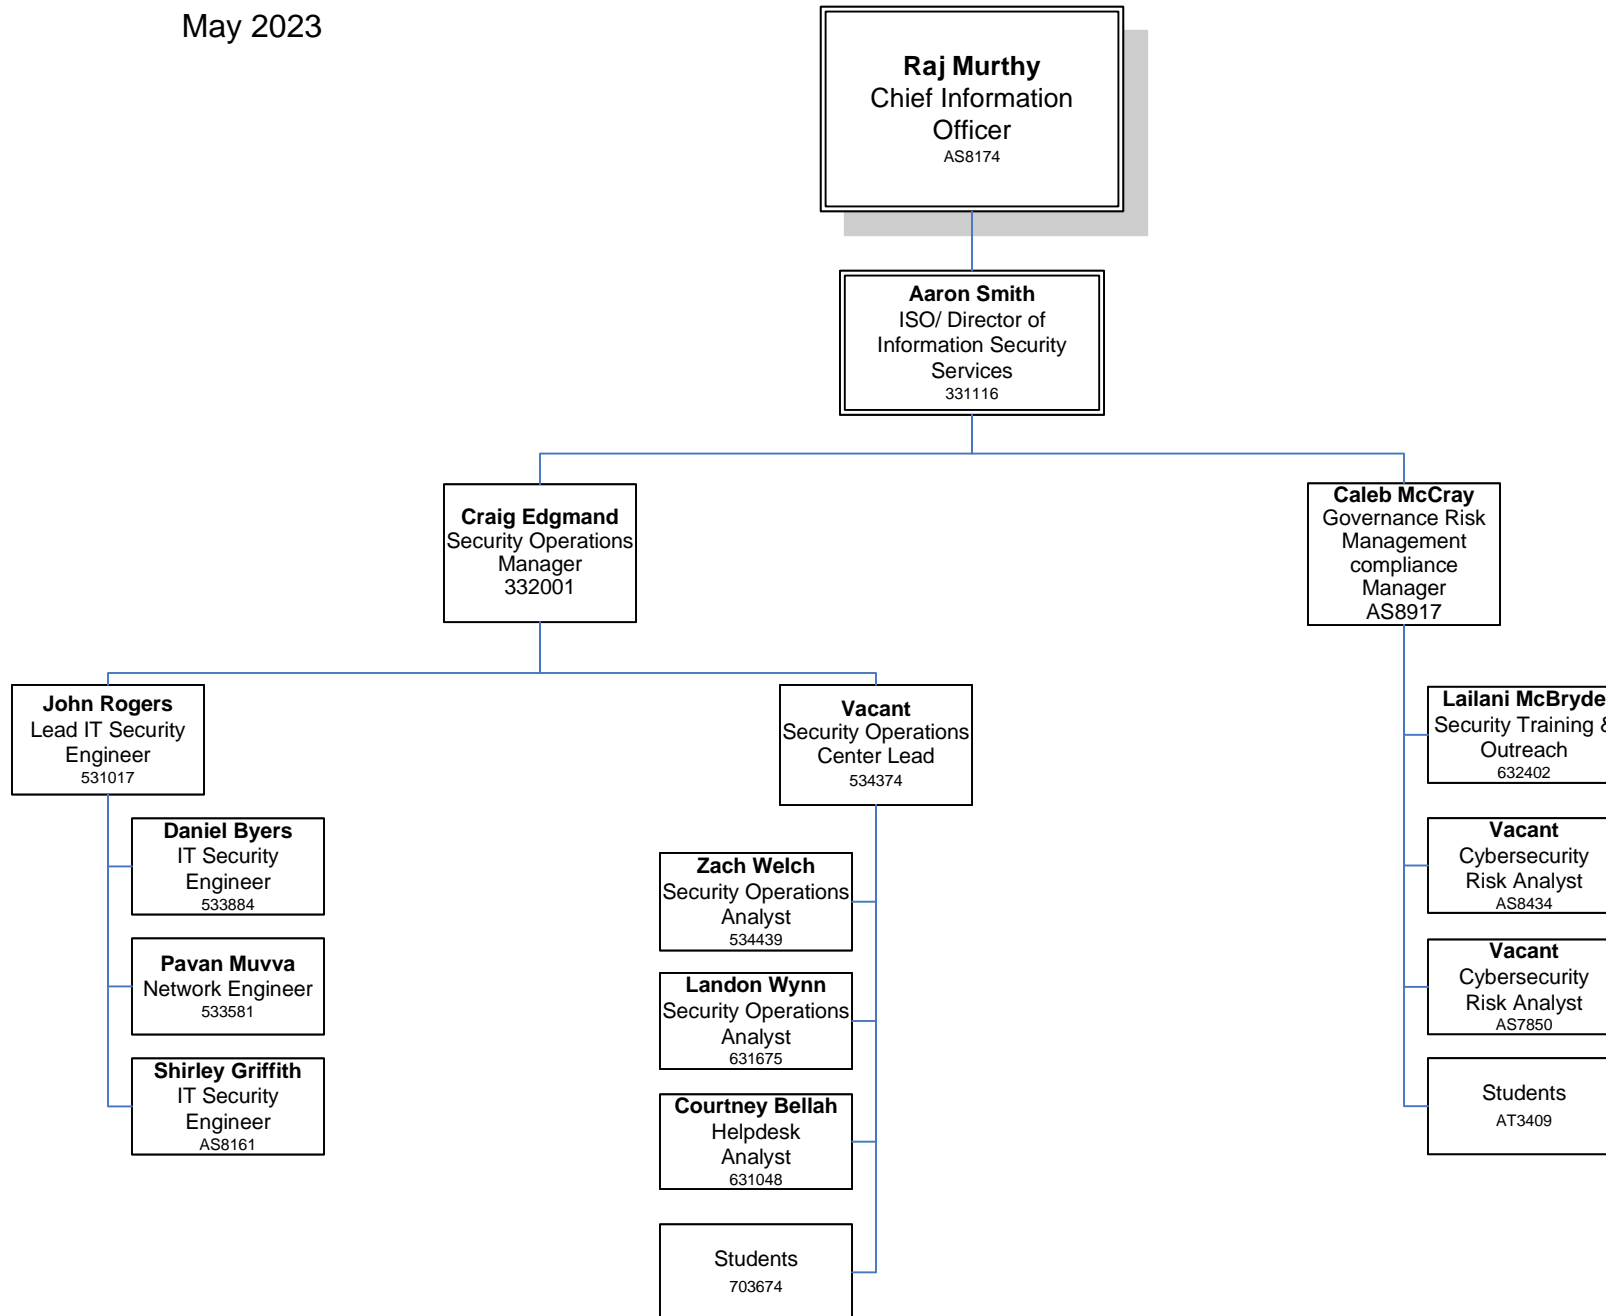 May 2023
Raj Murthy
Chief Information
Officer
AS8174
Aaron Smith
ISO/ Director of
Information Security
Services
331116
Craig Edgmand
Security Operations
Manager
332001
Caleb McCray
Governance Risk
Management
compliance
Manager
AS8917
John Rogers
Lead IT Security
Engineer
531017
Daniel Byers
IT Security
Engineer
533884
Pavan Muvva
Network Engineer
533581
Shirley Griffith
IT Security
Engineer
AS8161
Vacant
Security Operations
Center Lead
534374
Zach Welch
Security Operations
Analyst
534439
Landon Wynn
Security Operations
Analyst
631675
Courtney Bellah
Helpdesk
Analyst
631048
Students
703674
Lailani McBryde
Security Training &
Outreach
632402
Vacant
Cybersecurity
Risk Analyst
AS8434
Vacant
Cybersecurity
Risk Analyst
AS7850
Students
AT3409